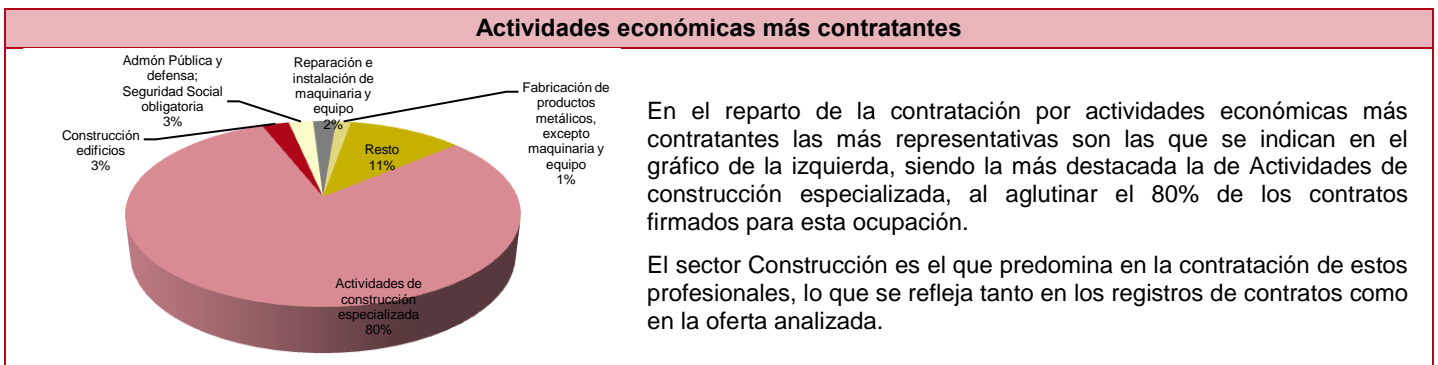 Actividades económicas más contratantes
Admón Pública y
defensa;
Seguridad Social
obligatoria
3%
Reparación e
instalación de
maquinaria y
equipo
2%
Fabricación de
productos
metálicos,
excepto
maquinaria y
equipo
1%
Construcción
edificios
3%
Resto
11%
Actividades de
construcción
especializada
80%
En el reparto de la contratación por actividades económicas más
contratantes las más representativas son las que se indican en el
gráfico de la izquierda, siendo la más destacada la de Actividades de
construcción especializada, al aglutinar el 80% de los contratos
firmados para esta ocupación.
El sector Construcción es el que predomina en la contratación de estos
profesionales, lo que se refleja tanto en los registros de contratos como
en la oferta analizada.